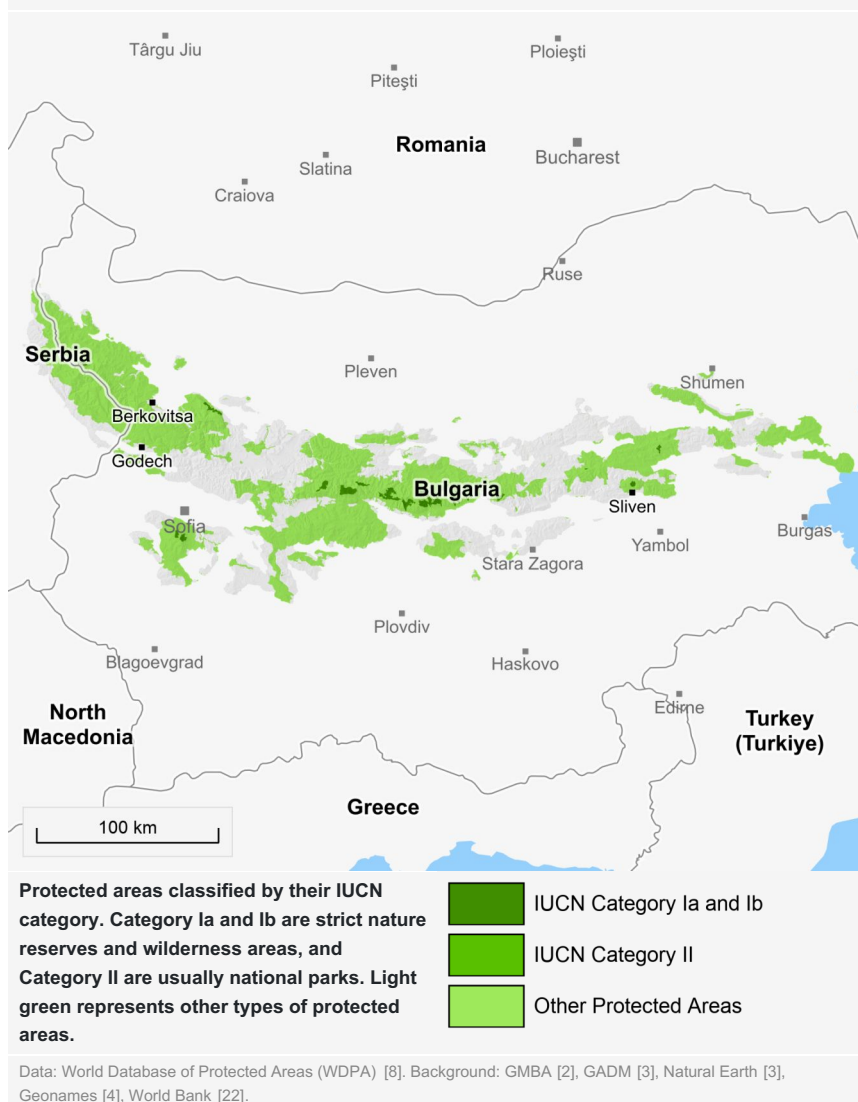 Târgu Jiu
Ploieşti
Piteşti
Romania
Bucharest
Slatina
Craiova
Ruse
Serbia
Pleven
Shumen
Berkovitsa
Godech
Bulgaria
Sliven
Sofia
Burgas
Yambol
Stara Zagora
Plovdiv
Blagoevgrad
Haskovo
Edirne
North
Macedonia
Turkey
(Turkiye)
Greece
100 km
Protected areas classified by their IUCN
category. Category Ia and Ib are strict nature
reserves and wilderness areas, and
Category II are usually national parks. Light
green represents other types of protected
areas.
IUCN Category Ia and Ib
IUCN Category II
Other Protected Areas
Data: World Database of Protected Areas (WDPA) [8]. Background: GMBA [2], GADM [3], Natural Earth [3],
Geonames [4], World Bank [22].